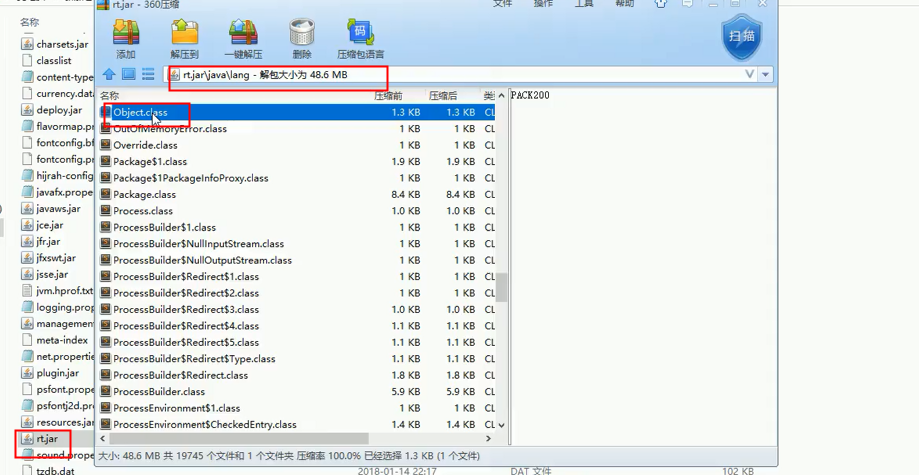 rt.jar - 360压缩
文件 操作 工具 帮助
添加 解压到 一键解压 删除 压缩包语言
码
扫描
rt.jar\java\lang - 解包大小为 48.6 MB
名称 压缩前 压缩后 类
Object.class 1.3 KB 1.3 KB CL
OutOfMemoryError.class 1 KB 1 KB CL
Override.class 1 KB 1 KB CL
Package$1.class 1.9 KB 1.9 KB CL
Package$1PackageInfoProxy.class 1 KB 1 KB CL
Package.class 8.4 KB 8.4 KB CL
Process.class 1.0 KB 1.0 KB CL
ProcessBuilder$1.class 1 KB 1 KB CL
ProcessBuilder$NullInputStream.class 1 KB 1 KB CL
ProcessBuilder$NullOutputStream.class 1 KB 1 KB CL
ProcessBuilder$Redirect$1.class 1 KB 1 KB CL
ProcessBuilder$Redirect$2.class 1 KB 1 KB CL
ProcessBuilder$Redirect$3.class 1.0 KB 1.0 KB CL
ProcessBuilder$Redirect$4.class 1.1 KB 1.1 KB CL
ProcessBuilder$Redirect$5.class 1.1 KB 1.1 KB CL
ProcessBuilder$Redirect$Type.class 1.1 KB 1.1 KB CL
ProcessBuilder$Redirect.class 1.8 KB 1.8 KB CL
ProcessBuilder.class 5.9 KB 5.9 KB CL
ProcessEnvironment$1.class 1 KB 1 KB CL
ProcessEnvironment$CheckedEntry.class 1.4 KB 1.4 KB CL
PACK200
大小: 48.6 MB 共 19745 个文件和 1 个文件夹 压缩率 100.0% 已经选择 1.3 KB (1 个文件)
名称
charsets.jar
classlist
content-type
currency.data
deploy.jar
flavormap.pr
fontconfig.bf
fontconfig.pr
hijrah-config
javafx.prope
javaws.jar
jce.jar
jfr.jar
jfxswt.jar
jsse.jar
jvm.hprof.txt
logging.prop
management
meta-index
net.propertie
plugin.jar
psfont.prope
psfontj2d.pro
resources.jar
rt.jar
sound.prope
tzdb.dat 2018-01-14 22:17 DAT 文件 102 KB